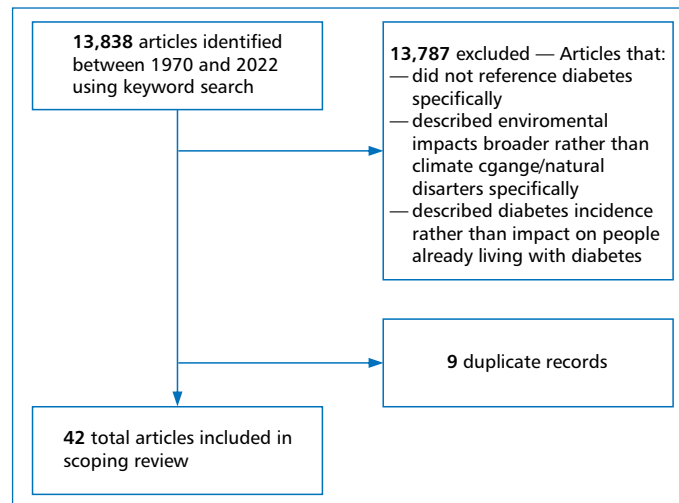 13,838 articles identified
between 1970 and 2022
using keyword search
13,787 excluded — Articles that:
— did not reference diabetes
specifically
— described enviromental
impacts broader rather than
climate cgange/natural
disarters specifically
— described diabetes incidence
rather than impact on people
already living with diabetes
9 duplicate records
42 total articles included in
scoping review